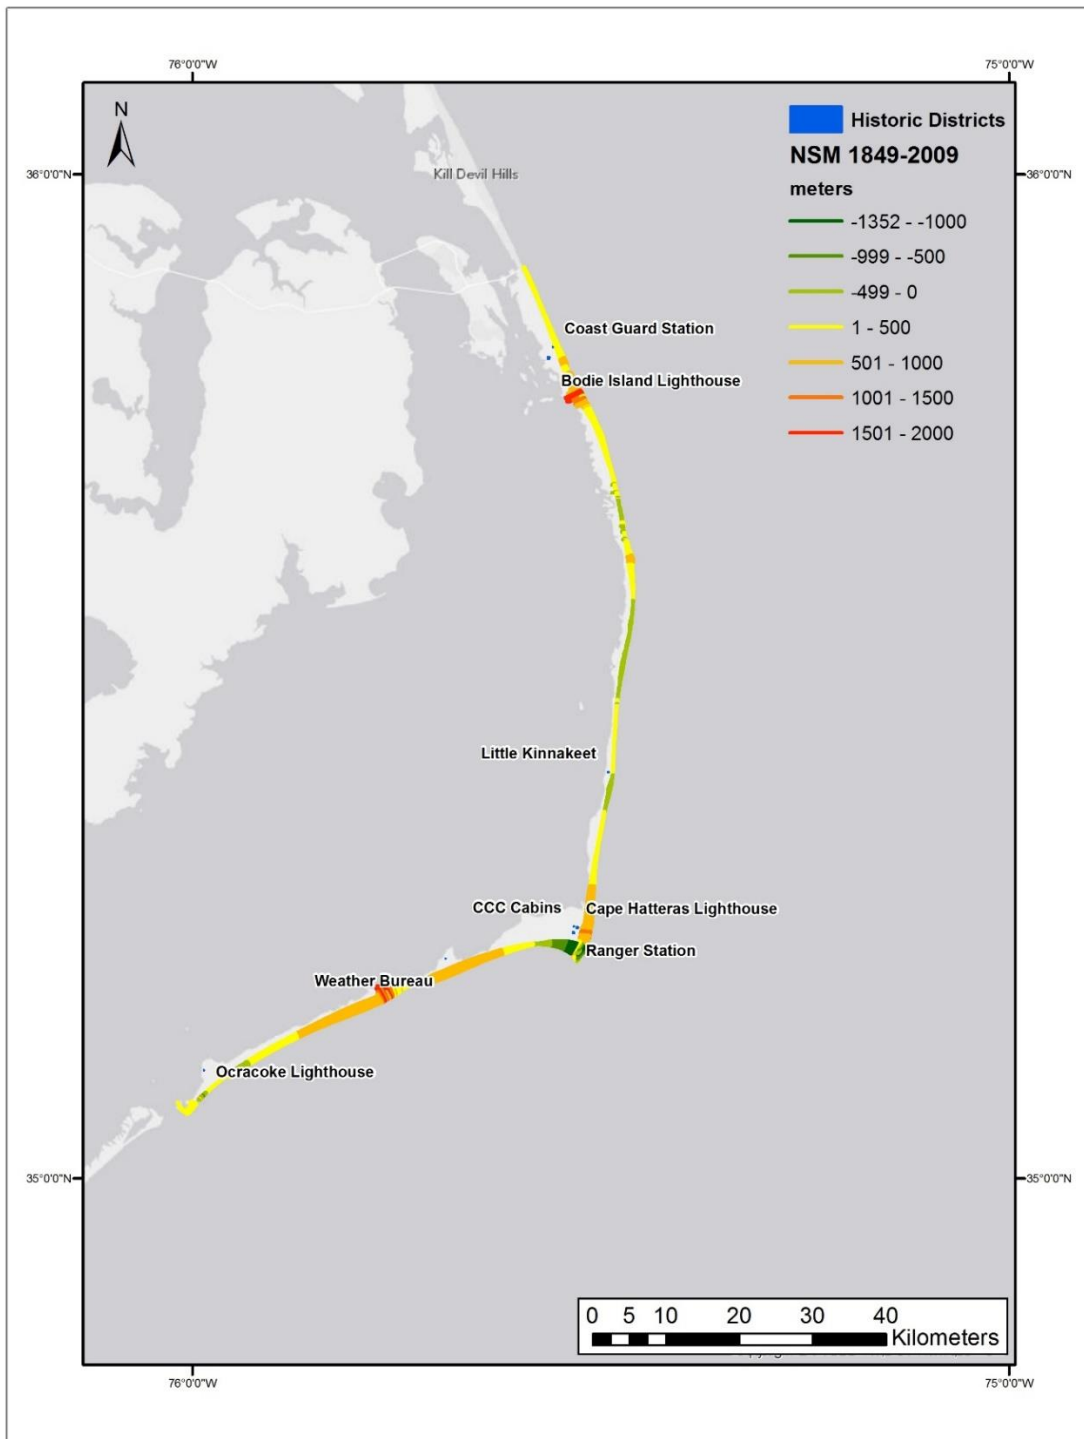 76°0'0"W
75°0'0"W
N
Historic Districts
NSM 1849-2009
meters
-1352 - -1000
-999 - -500
-499 - 0
1 - 500
501 - 1000
1001 - 1500
1501 - 2000
36°0'0"N
36°0'0"N
Kill Devil Hills
Coast Guard Station
Bodie Island Lighthouse
Little Kinnakeet
CCC Cabins
Cape Hatteras Lighthouse
Ranger Station
Weather Bureau
Ocracoke Lighthouse
35°0'0"N
35°0'0"N
0 5 10 20 30 40
Kilometers
76°0'0"W
75°0'0"W